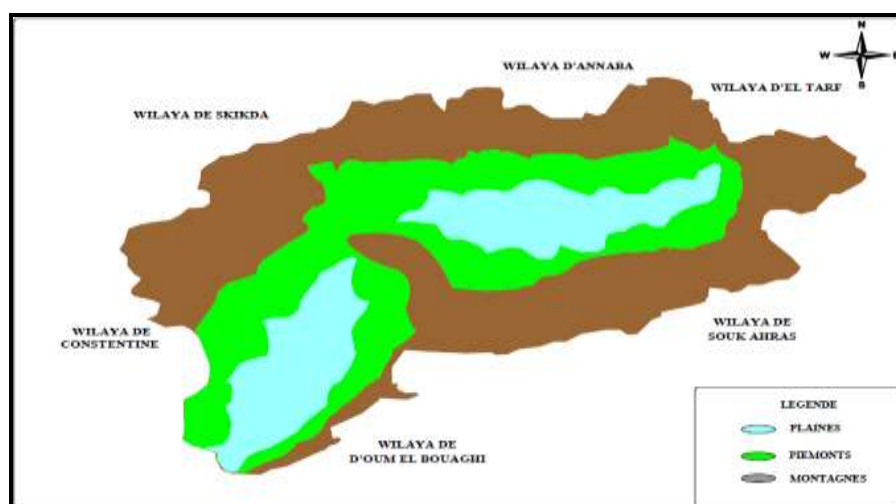 N
W
E
S
WILAYA D'ANNABA
WILAYA D'EL TARF
WILAYA DE SKIKDA
WILAYA DE
CONSTENTINE
WILAYA DE
SOUK AHRAS
WILAYA DE
D'OUM EL BOUAGHI
LEGENDE
PLAINES
PIEMONTS
MONTAGNES